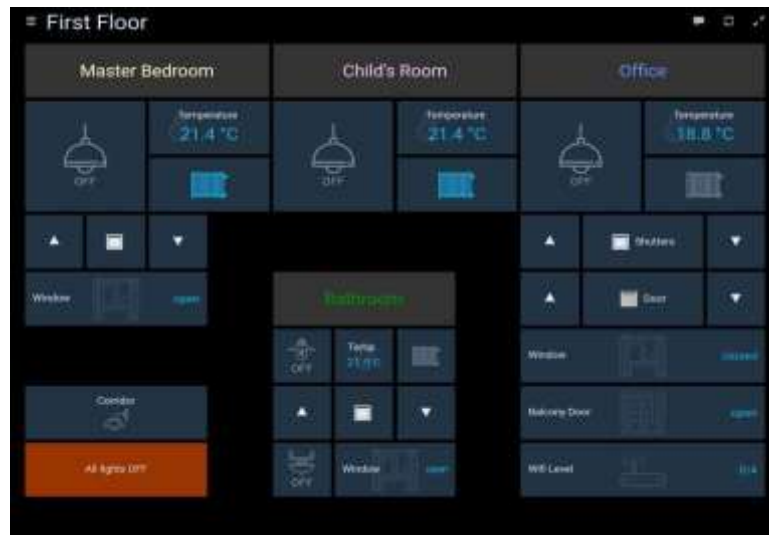 First Floor
Master Bedroom
Child's Room
Office
Temperature
21.4 °C
OFF
Temperature
21.4 °C
OFF
Temperature
18.8 °C
OFF
Shutters
Window
open
Bathroom
Door
OFF
Temp
Window
closed
Corridor
Balcony Door
open
All lights OFF
OFF
Window
Wifi Level